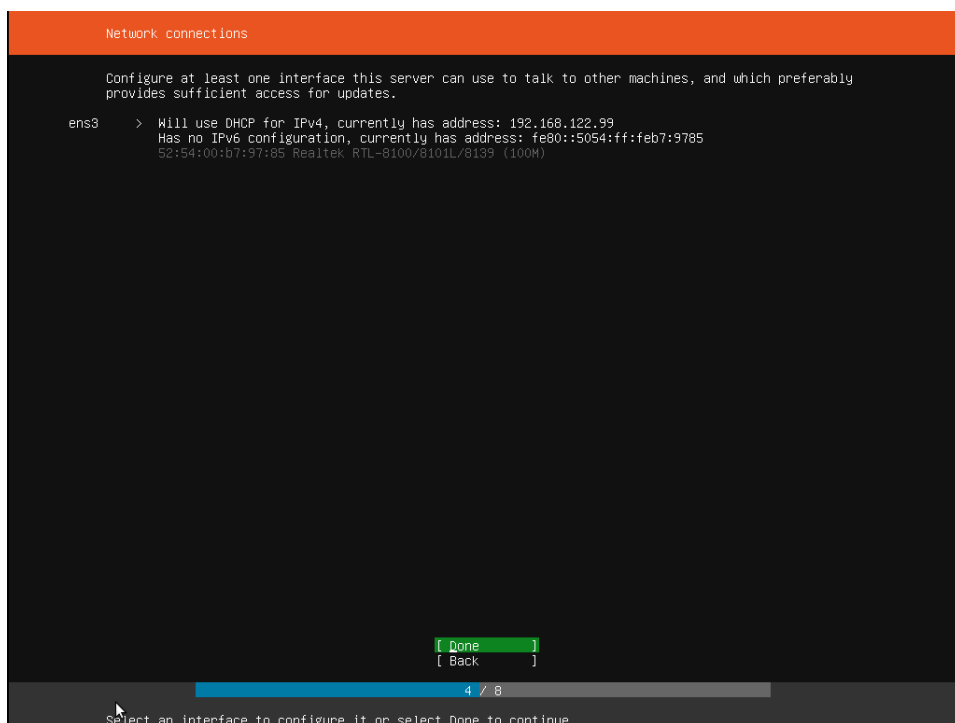 Network connections
Configure at least one interface this server can use to talk to other machines, and which preferably
provides sufficient access for updates.
ens3 > Will use DHCP for IPv4, currently has address: 192.168.122.99
Has no IPv6 configuration, currently has address: fe80::5054:ff:feb7:9785
52:54:00:b7:97:85 Realtek RTL-8100/8101L/8139 (100M)
[ Done ]
[ Back ]
4 / 8
Select an interface to configure it or select Done to continue